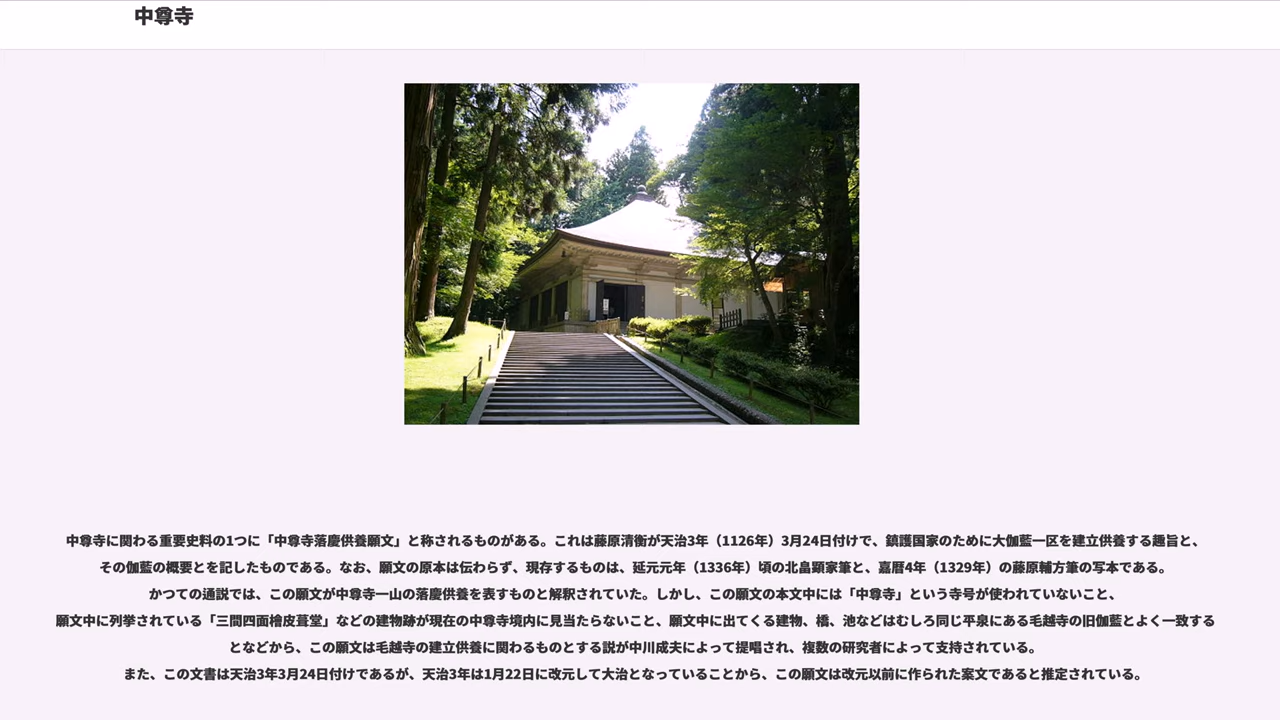 中尊寺
中尊寺に関わる重要史料の1つに「中尊寺落慶供養願文」と称されるものがある。これは藤原清衡が天治3年（1126年）3月24日付けで、鎮護国家のために大伽藍一区を建立供養する趣旨と、
その伽藍の概要とを記したものである。なお、願文の原本は伝わらず、現存するものは、延元元年（1336年）頃の北畠顕家筆と、嘉暦4年（1329年）の藤原輔方筆の写本である。
かつての通説では、この願文が中尊寺一山の落慶供養を表すものと解釈されていた。しかし、この願文の本文中には「中尊寺」という寺号が使われていないこと、
願文中に列挙されている「三間四面檜皮葺堂」などの建物跡が現在の中尊寺境内に見当たらないこと、願文中に出てくる建物、橋、池などはむしろ同じ平泉にある毛越寺の旧伽藍とよく一致する
となどから、この願文は毛越寺の建立供養に関わるものとする説が中川成夫によって提唱され、複数の研究者によって支持されている。
また、この文書は天治3年3月24日付けであるが、天治3年は1月22日に改元して大治となっていることから、この願文は改元以前に作られた案文であると推定されている。